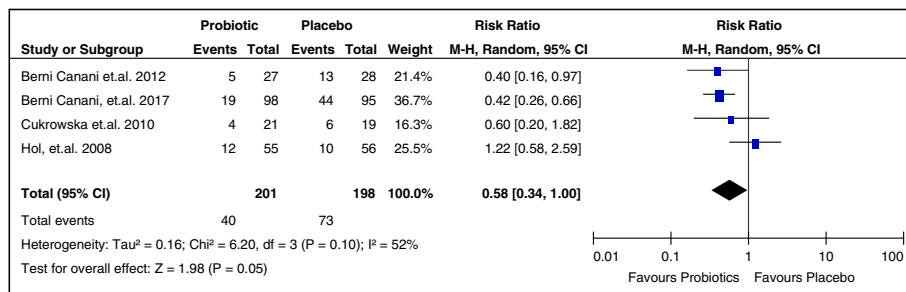 Probiotic Placebo Risk Ratio Risk Ratio
Study or Subgroup Events Total Events Total Weight M-H, Random, 95% CI M-H, Random, 95% CI
Berni Canani et.al. 2012 5 27 13 28 21.4% 0.40 [0.16, 0.97]
Berni Canani, et.al. 2017 19 98 44 95 36.7% 0.42 [0.26, 0.66]
Cukrowska et.al. 2010 4 21 6 19 16.3% 0.60 [0.20, 1.82]
Hol, et.al. 2008 12 55 10 56 25.5% 1.22 [0.58, 2.59]
Total (95% CI) 201 198 100.0% 0.58 [0.34, 1.00]
Total events 40 73
Heterogeneity: Tau² = 0.16; Chi² = 6.20, df = 3 (P = 0.10); I² = 52%
Test for overall effect: Z = 1.98 (P = 0.05)
0.01 0.1 1 10 100
Favours Probiotics Favours Placebo